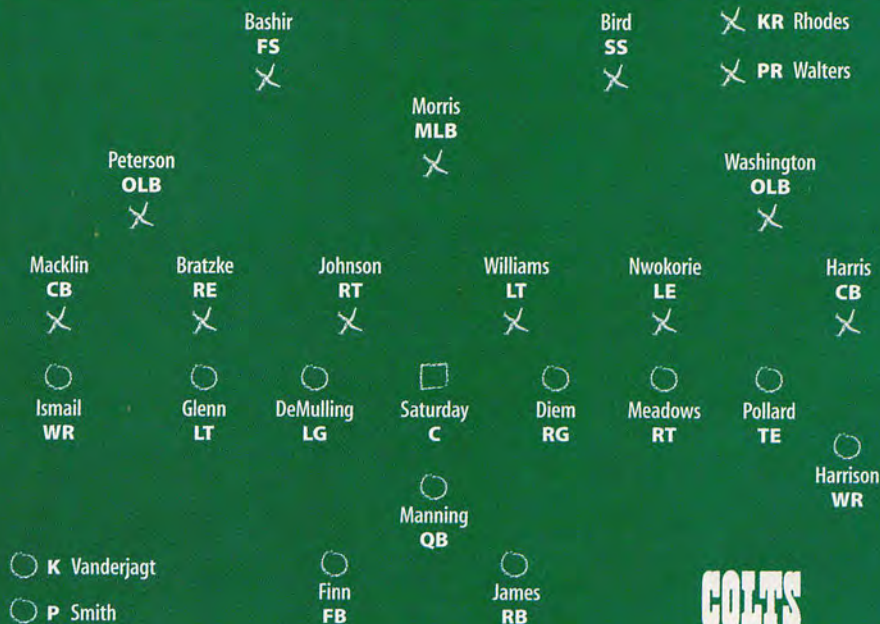 Bashir
FS
Bird
SS
KR Rhodes
PR Walters
Morris
MLB
Peterson
OLB
Washington
OLB
Macklin
CB
Bratzke
RE
Johnson
RT
Williams
LT
Nwokorie
LE
Harris
CB
Ismail
WR
Glenn
LT
DeMulling
LG
Saturday
C
Diem
RG
Meadows
RT
Pollard
TE
Harrison
WR
Manning
QB
K Vanderjagt
P Smith
Finn
FB
James
RB
COLTS